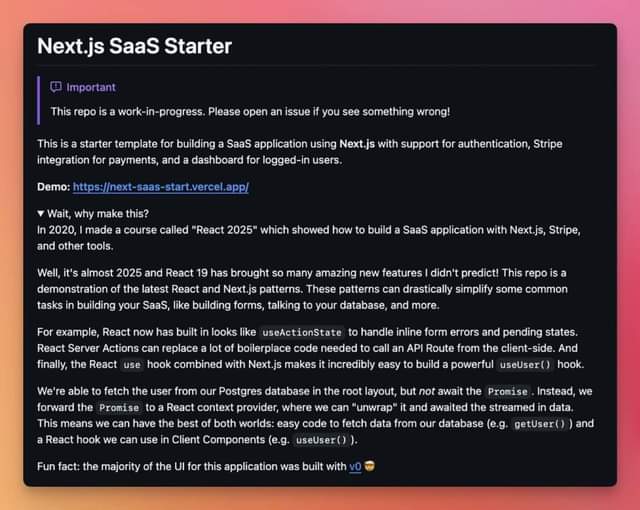 Next.js SaaS Starter
Important
This repo is a work-in-progress. Please open an issue if you see something wrong!
This is a starter template for building a SaaS application using Next.js with support for authentication, Stripe
integration for payments, and a dashboard for logged-in users.
Demo: https://next-saas-start.vercel.app/
▼ Wait, why make this?
In 2020, I made a course called "React 2025" which showed how to build a SaaS application with Next.js, Stripe,
and other tools.
Well, it's almost 2025 and React 19 has brought so many amazing new features I didn't predict! This repo is a
demonstration of the latest React and Next.js patterns. These patterns can drastically simplify some common
tasks in building your SaaS, like building forms, talking to your database, and more.
For example, React now has built in looks like useActionState to handle inline form errors and pending states.
React Server Actions can replace a lot of boilerplace code needed to call an API Route from the client-side. And
finally, the React use hook combined with Next.js makes it incredibly easy to build a powerful useUser() hook.
We're able to fetch the user from our Postgres database in the root layout, but not await the Promise. Instead, we
forward the Promise to a React context provider, where we can "unwrap" it and awaited the streamed in data.
This means we can have the best of both worlds: easy code to fetch data from our database (e.g. getUser()) and
a React hook we can use in Client Components (e.g. useUser()).
Fun fact: the majority of the UI for this application was built with v0 🤯